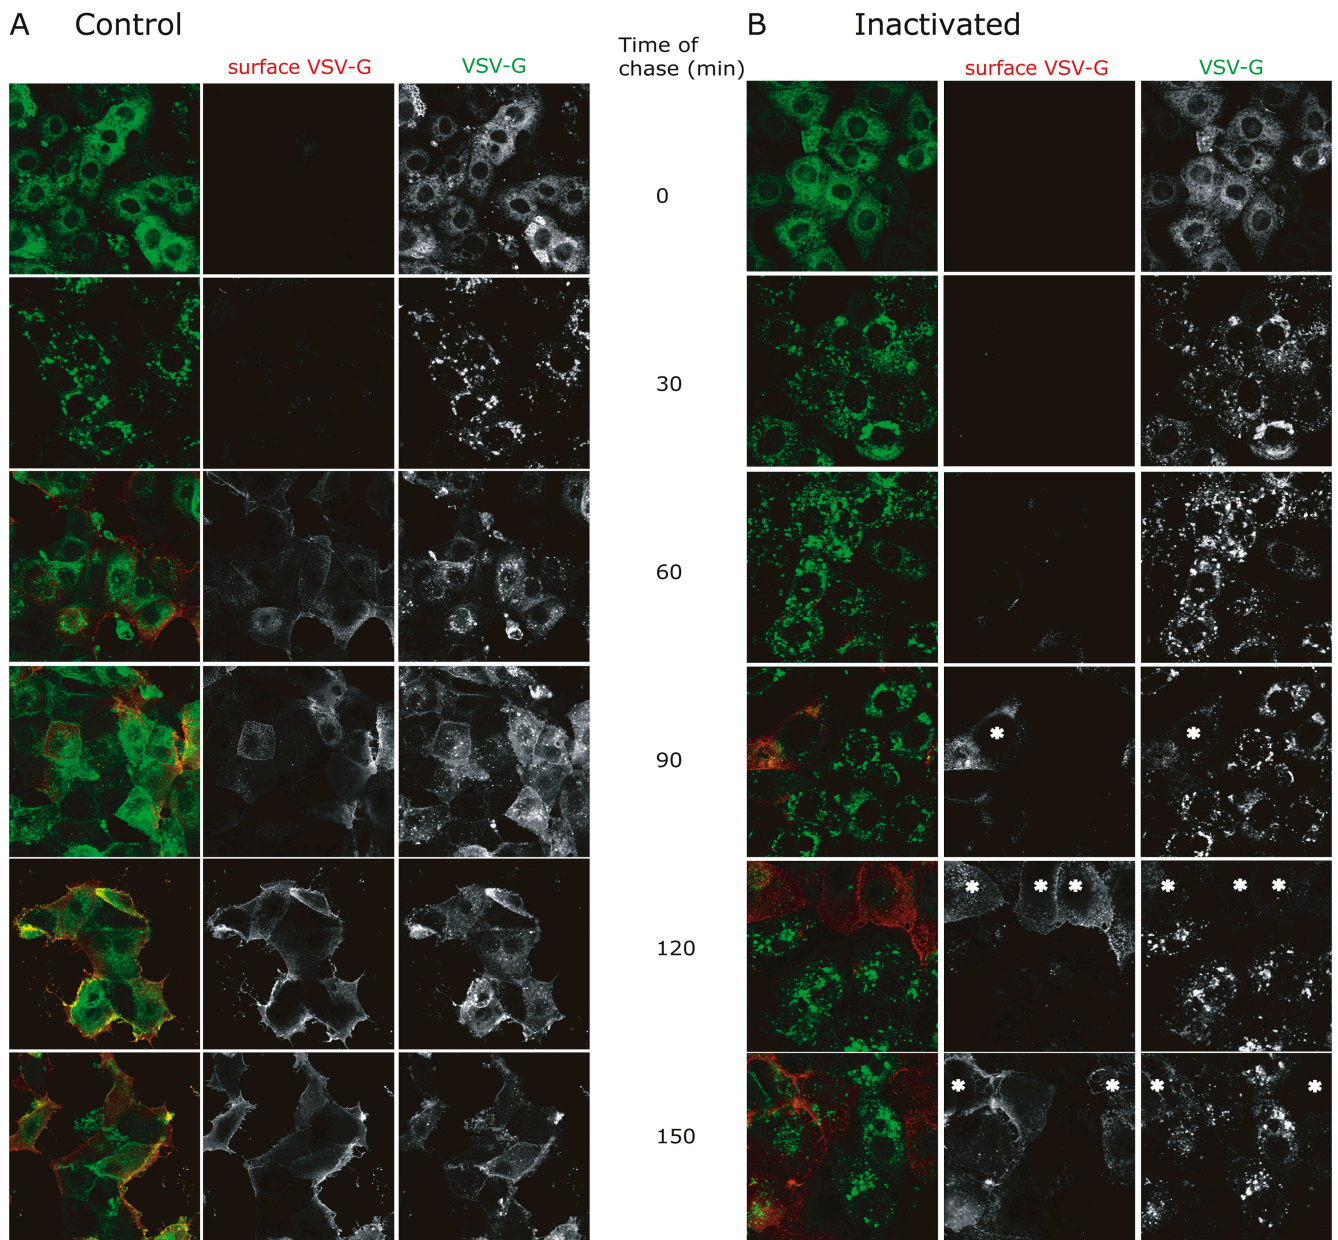 A Control
B Inactivated
surface VSV-G VSV-G
Time of
chase (min)
surface VSV-G VSV-G
0
30
60
90
* *
120
* * * * * *
150
* * * *